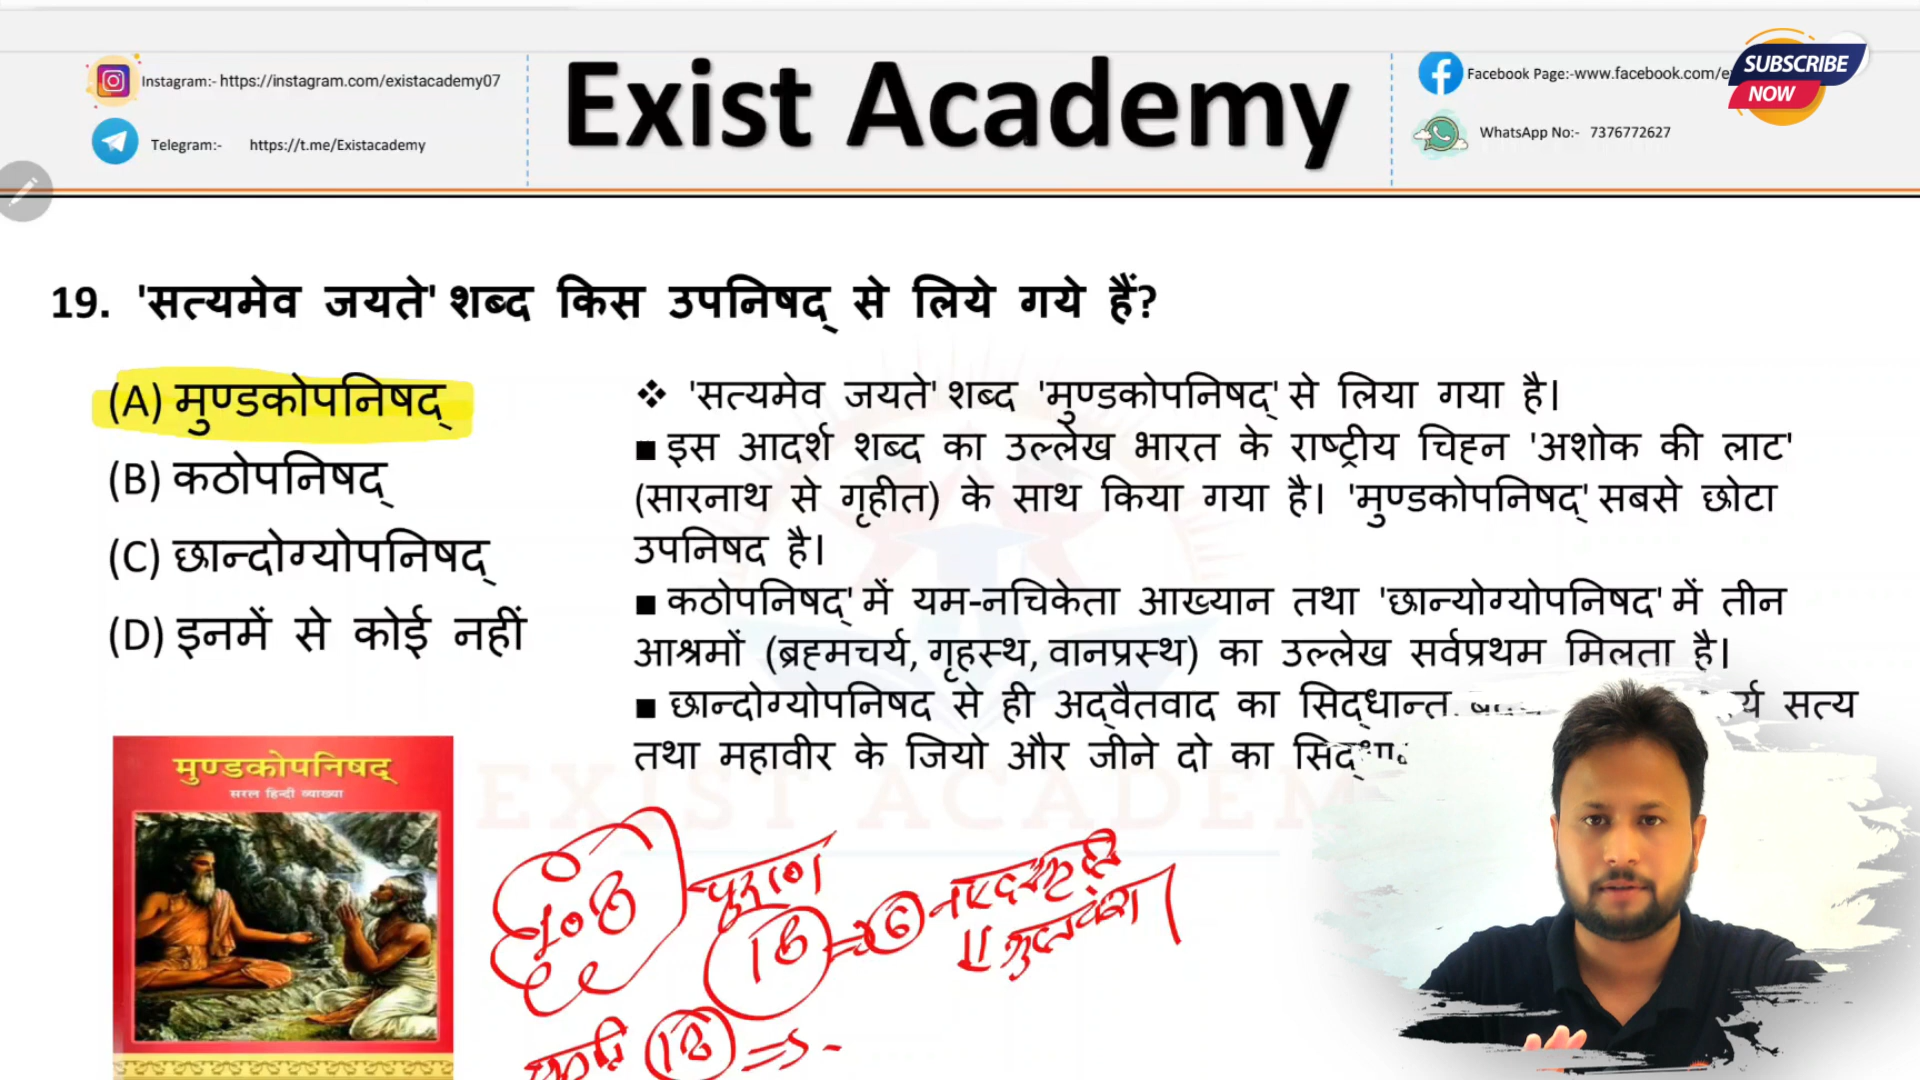 Instagram:- https://instagram.com/existacademy07
Telegram:- https://t.me/Existacademy
Exist Academy
Facebook Page:-www.facebook.com/e
WhatsApp No:- 7376772627
SUBSCRIBE
NOW
19. 'सत्यमेव जयते' शब्द किस उपनिषद् से लिये गये हैं?
(A) मुण्डकोपनिषद्
(B) कठोपनिषद्
(C) छान्दोग्योपनिषद्
(D) इनमें से कोई नहीं
❖ 'सत्यमेव जयते' शब्द 'मुण्डकोपनिषद्' से लिया गया है।
■ इस आदर्श शब्द का उल्लेख भारत के राष्ट्रीय चिह्न 'अशोक की लाट'
(सारनाथ से गृहीत) के साथ किया गया है। 'मुण्डकोपनिषद्' सबसे छोटा
उपनिषद है।
■ कठोपनिषद्' में यम-नचिकेता आख्यान तथा 'छान्योग्योपनिषद' में तीन
आश्रमों (ब्रह्मचर्य, गृहस्थ, वानप्रस्थ) का उल्लेख सर्वप्रथम मिलता है।
■ छान्दोग्योपनिषद से ही अद्वैतवाद का सिद्धान्त, सत्य
तथा महावीर के जियो और जीने दो का
मुण्डकोपनिषद्
सरल हिन्दी व्याख्या
EXIST ACADEM
108 पुराण
18 6
18